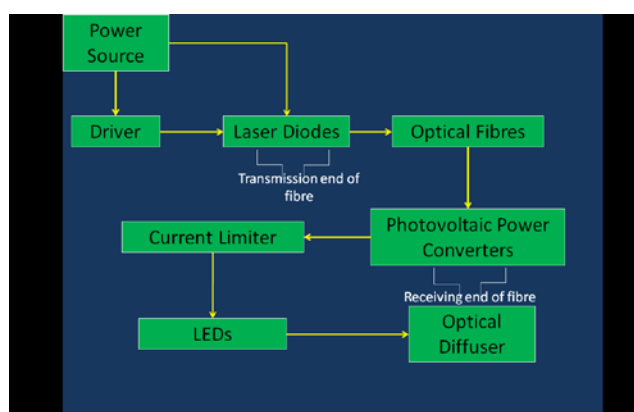 Power
Source
Driver
Laser Diodes
Optical Fibres
Transmission end of
fibre
Current Limiter
Photovoltaic Power
Converters
Receiving end of fibre
LEDs
Optical
Diffuser